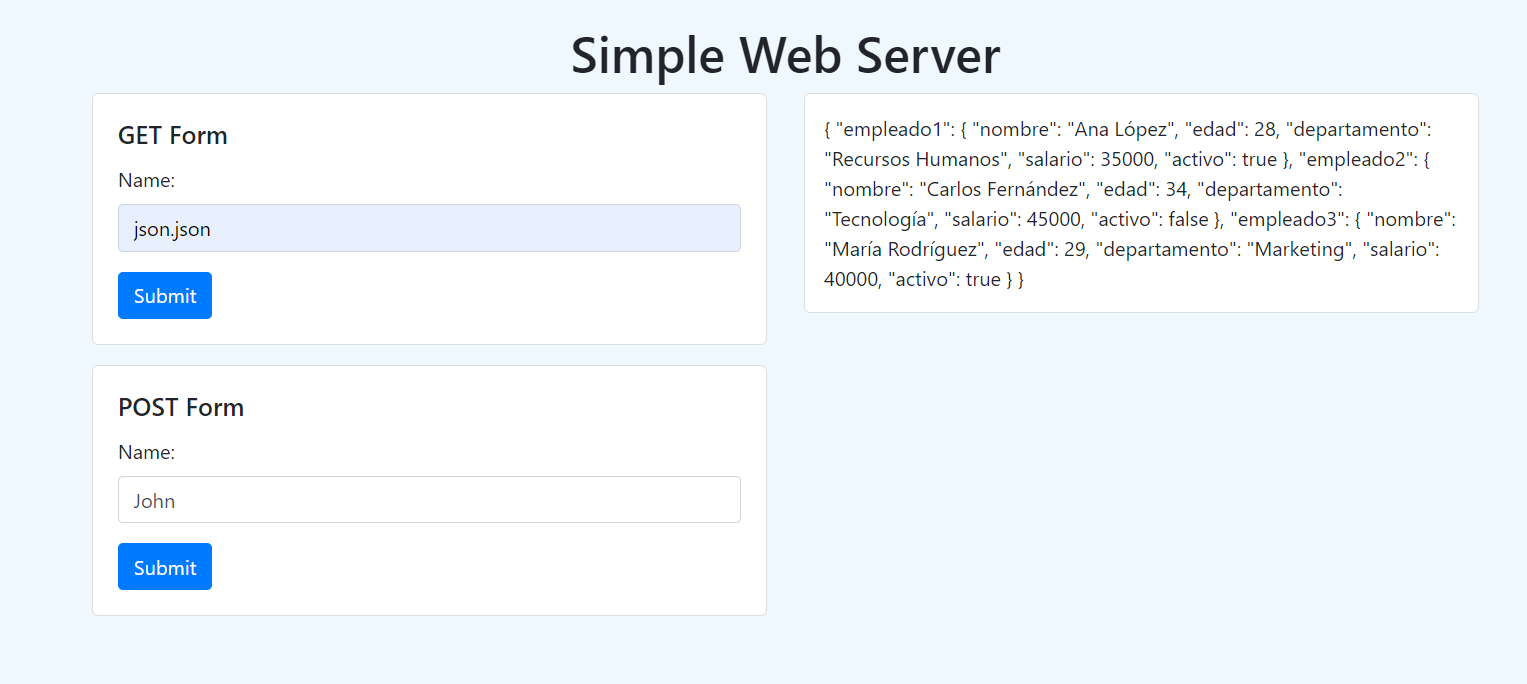 Simple Web Server
GET Form
Name:
json.json
Submit
POST Form
Name:
John
Submit
{ "empleado1": { "nombre": "Ana López", "edad": 28, "departamento":
"Recursos Humanos", "salario": 35000, "activo": true }, "empleado2": {
"nombre": "Carlos Fernández", "edad": 34, "departamento":
"Tecnología", "salario": 45000, "activo": false }, "empleado3": { "nombre":
"María Rodríguez", "edad": 29, "departamento": "Marketing", "salario":
40000, "activo": true } }